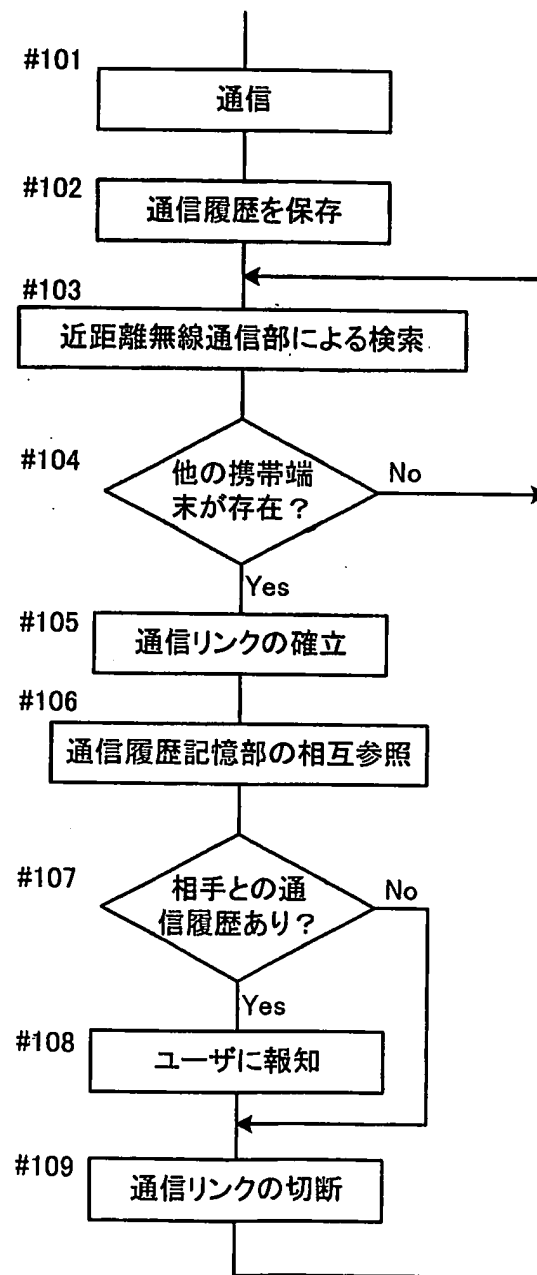 #101
通信
#102
通信履歴を保存
#103
近距離無線通信部による検索
#104
他の携帯端
末が存在？
No
Yes
#105
通信リンクの確立
#106
通信履歴記憶部の相互参照
#107
相手との通
信履歴あり？
No
Yes
#108
ユーザに報知
#109
通信リンクの切断